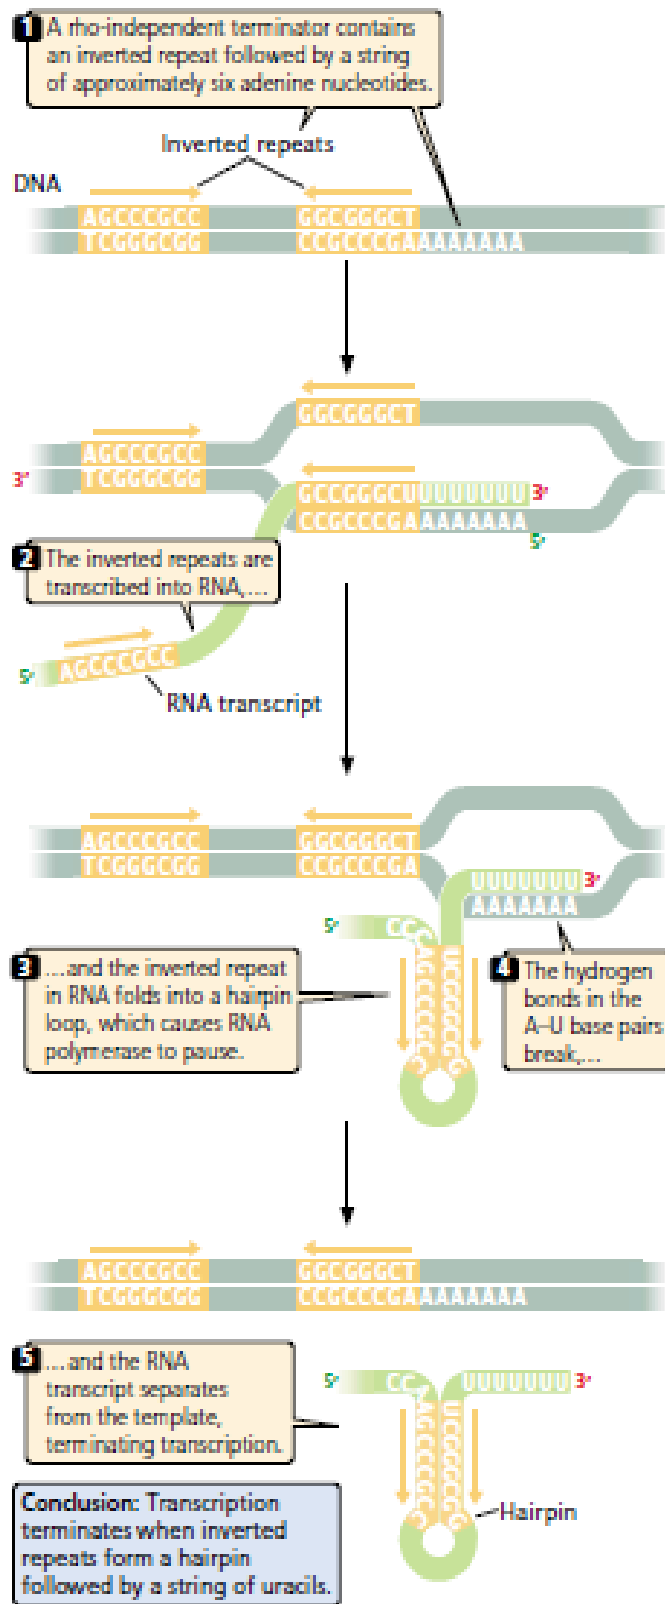 1 A rho-independent terminator contains
an inverted repeat followed by a string
of approximately six adenine nucleotides.
Inverted repeats
DNA
AGCCCGCC GGCGGGCT
TCGGGCGG CCGCCCGAAAAAAAA
GGCGGGCT
AGCCCGCC
3' TCGGGCGG
GCCGGGCUUUUUUUU 3'
CCGCCCGAAAAAAAA
5'
2 The inverted repeats are
transcribed into RNA,...
5' AGCCCGCC
RNA transcript
AGCCCGCC GGCGGGCT
TCGGGCGG CCGCCCGA
UUUUUUU 3'
AAAAAAA
5' CC
3 ...and the inverted repeat
in RNA folds into a hairpin
loop, which causes RNA
polymerase to pause.
4 The hydrogen
bonds in the
A–U base pairs
break,...
AGCCCGCC GGCGGGCT
TCGGGCGG CCGCCCGAAAAAAAA
5 ...and the RNA
transcript separates
from the template,
terminating transcription.
5' CC UUUUUUU 3'
Hairpin
Conclusion: Transcription
terminates when inverted
repeats form a hairpin
followed by a string of uracils.